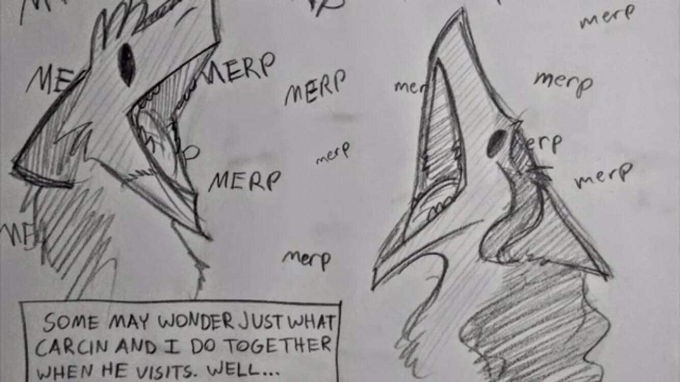 merp
MERP
MERP
merp
merp
merp
MERP
merp
merp
SOME MAY WONDER JUST WHAT
CARCIN AND I DO TOGETHER
WHEN HE VISITS. WELL...